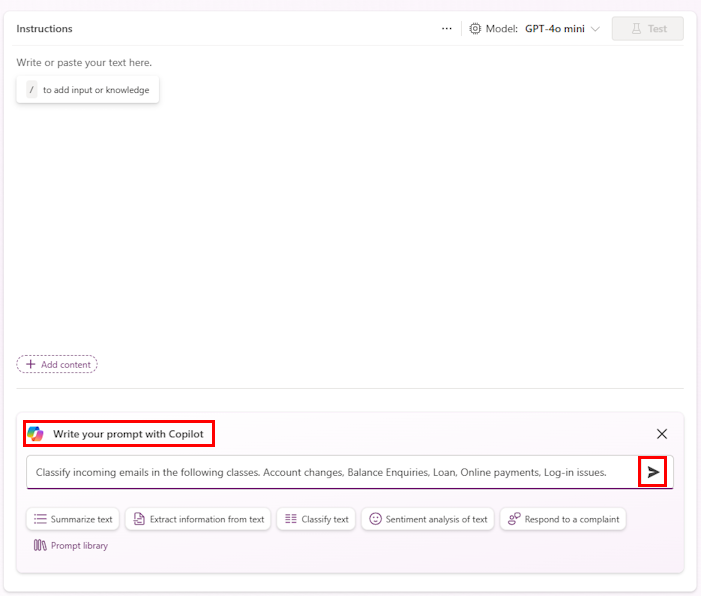 Instructions
... Model: GPT-4o mini Test
Write or paste your text here.
/ to add input or knowledge
+ Add content
Write your prompt with Copilot
Classify incoming emails in the following classes. Account changes, Balance Enquiries, Loan, Online payments, Log-in issues.
Summarize text Extract information from text Classify text Sentiment analysis of text Respond to a complaint
Prompt library